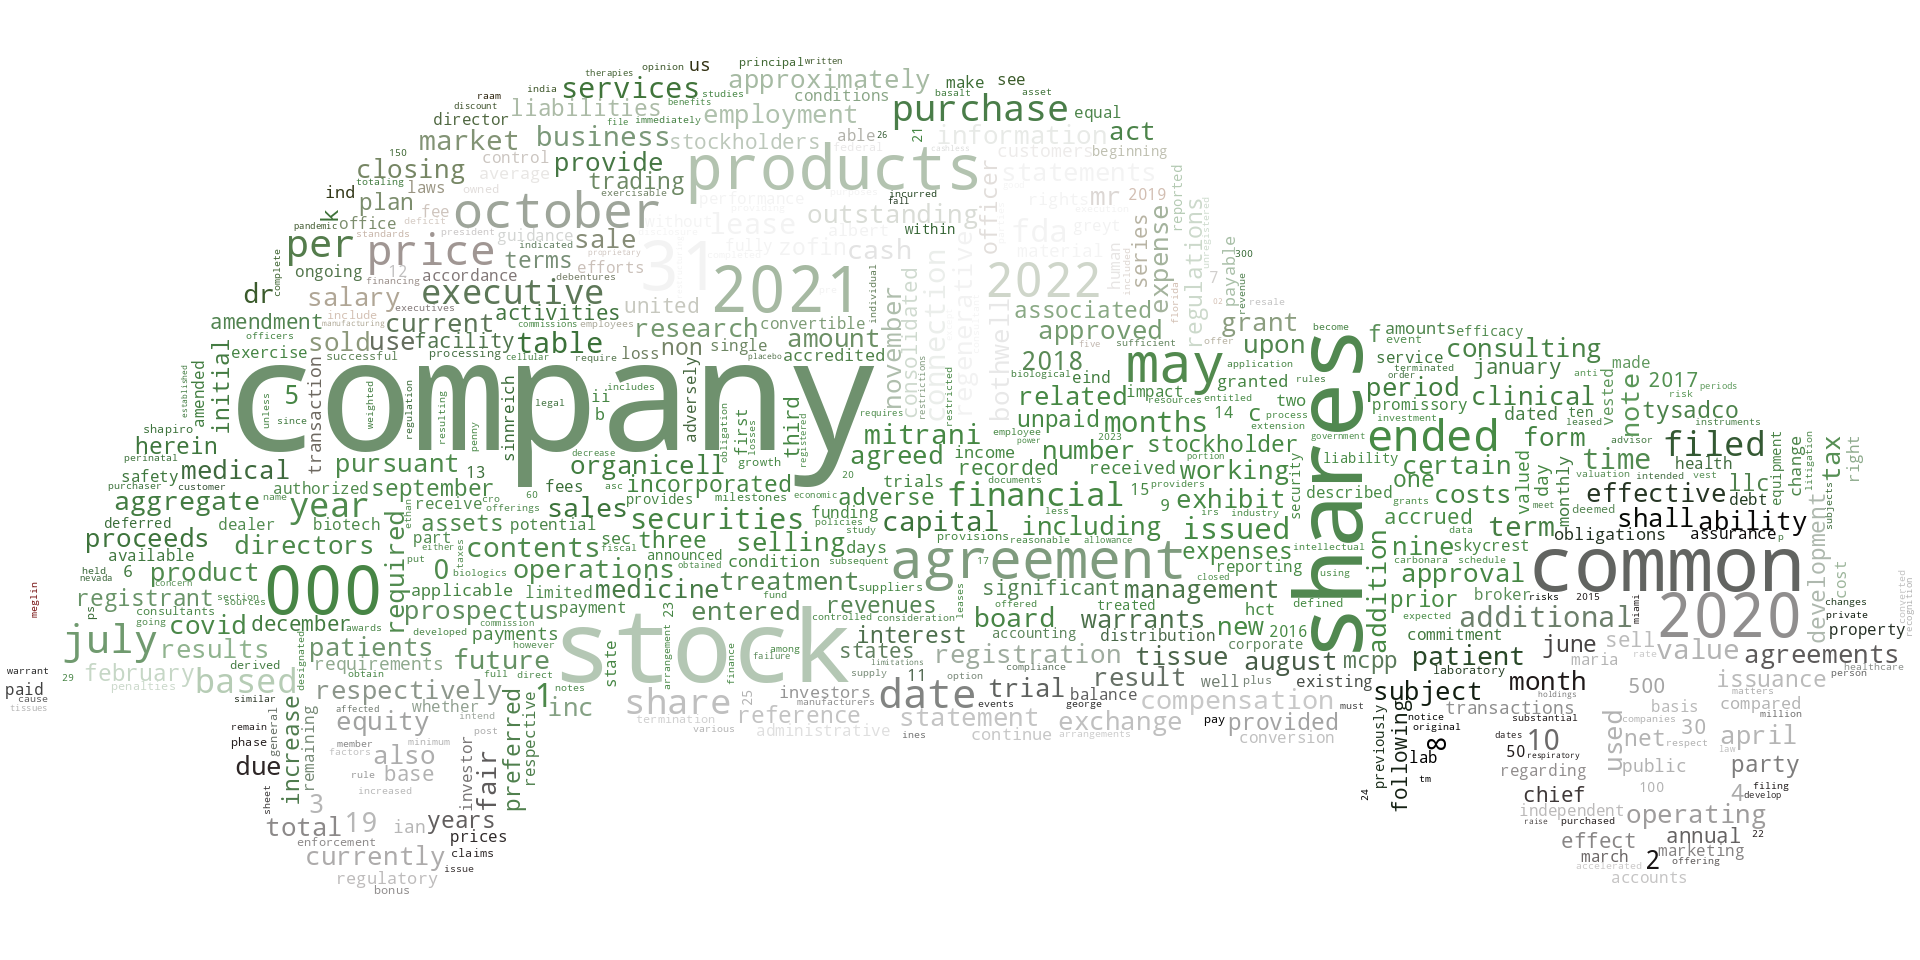 therapies opinion us principal written
india services approximately make see
raam discount studies benefits conditions basalt asset
director liabilities file immediately employment purchase equal
market business stockholders able 26 21 information act
150 control provide federal cashless customers beginning
closing average trading products statements
totaling laws owned exercisable incurred officer mr 2019 reported
ind plan fee october performance fall rights
k office deficit without lease outstanding within fda greyt series expense regulations unregistered
pandemic president guidance indicated sale albert material
per standards price terms fully zofin cash human included payable 300
complete ongoing 12 accordance efforts proprietary 31 2021 individual consolidated connection regenerative 2022 7 revenue
financing debentures
dr salary executive united associated florida 02 resale
include executives activities
amendment manufacturing current commissions employees research convertible november bothwell approved grant become f amounts efficacy
officers sold use facility table non single amount 2018 five sufficient offer upon event consulting
exercise successful processing cellular require loss placebo accredited biological eind may application service january made
established amended initial transaction company includes adversely restrictions restricted related impact granted rules shares order terminated anti period clinical vested note 2017 periods
unless 5 weighted regulation resulting legal ii resources entitled two investment promissory ten leased risk
since penny sinnreich b requires unpaid months 14 c process dated tysadco instruments
shapiro first third registered mitrani employee power 2023 number stockholder extension government ended advisor form filed
herein obligation losses decrease growth agreed income received portion working liability certain valuation intended vest time health change litigation tax right
perinatal safety medical pursuant 13 organicell incorporated 20 trials recorded documents providers security described one grants valued meet day monthly deemed llc equipment
purchaser customer authorized september cro 60 fees asc provides milestones economic adverse financial 15 9 exhibit costs effective debt
aggregate name year receive ethan offerings sales funding less irs industry accrued term shall ability subjects
deferred dealer biotech assets potential securities policies study capital including issued intellectual data obligations assurance p
proceeds directors required part sec three selling days provisions reasonable allowance expenses using addition nine skycrest
available either taxes contents fiscal announced condition subsequent agreement 17 closed reporting carbonara schedule common development
held 6 product 000 put 0 biologics operations obtained suppliers significant management defined approval broker risks 2015 cost
nevada concern section applicable limited medicine treatment fund leases offered treated prior miami changes converted recognition
meglin registrant sources prospectus payment entered 23 revenues controlled consideration board warrants hct additional 2020 private
ps consultants covid december awards developed commission stock interest accounting distribution new 2016 commitment property
july going results patients payments however among states registration tissue corporate june sell value agreements
warrant derived designated requirements future state arrangement finance failure limitations compliance result august mcpp patient maria rate healthcare
29 february based obtain full direct supply 11 option well plus existing laboratory month 500 issuance person
paid penalties respectively 1 notes 25 investors date trial balance compensation subject holdings basis matters
cause tissues similar increase remaining whether preferred respective inc share manufacturers events george must previously following transactions compared million
remain general affected equity intend termination reference statement exchange pay provided notice original substantial companies 30
phase member minimum post various administrative ines continue arrangements conversion 8 dates 10 used net respect april
due factors also investor fair lab 50 respiratory public law
rule base tm regarding party
sheet increased 24 100 4 filing
3 chief independent develop
total 19 ian years raise purchased operating
enforcement prices effect annual 22
currently claims march 2 marketing
regulatory issue accelerated offering
bonus accounts